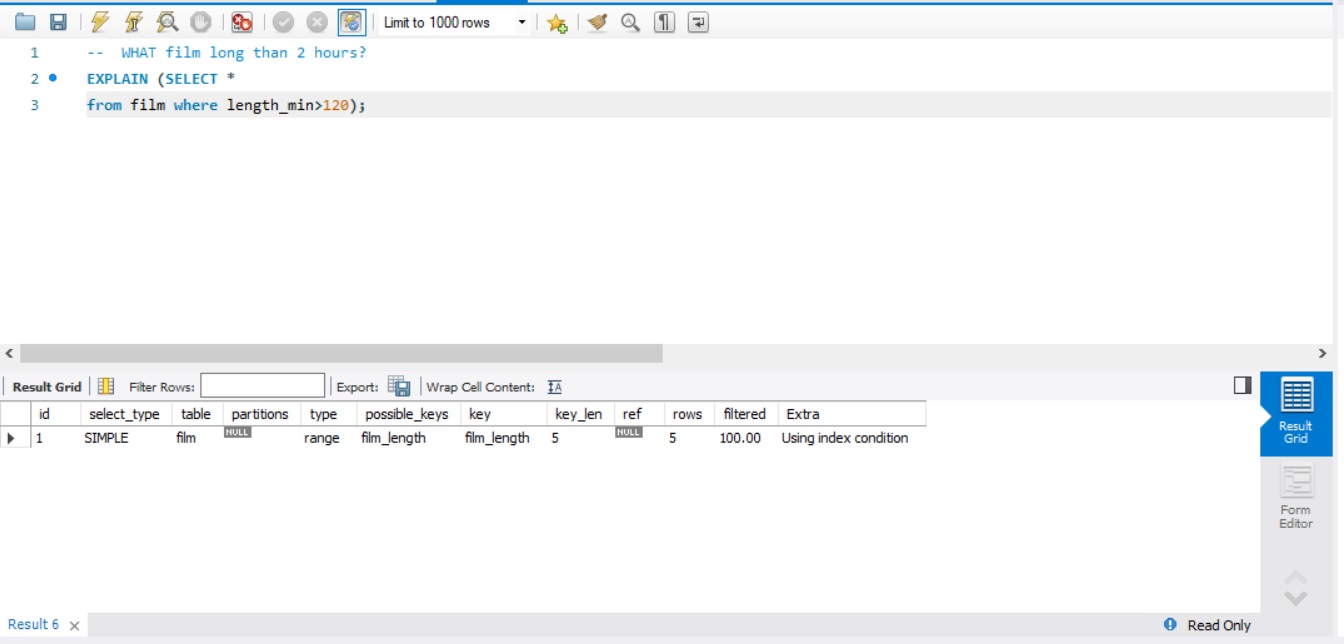 Limit to 1000 rows
1 -- WHAT film long than 2 hours?
2 EXPLAIN (SELECT *
3 from film where length_min>120);
Result Grid Filter Rows: Export: Wrap Cell Content: IA
id select_type table partitions type possible_keys key key_len ref rows filtered Extra
1 SIMPLE film NULL range film_length film_length 5 NULL 5 100.00 Using index condition
Result
Grid
Form
Editor
Result 6 Read Only